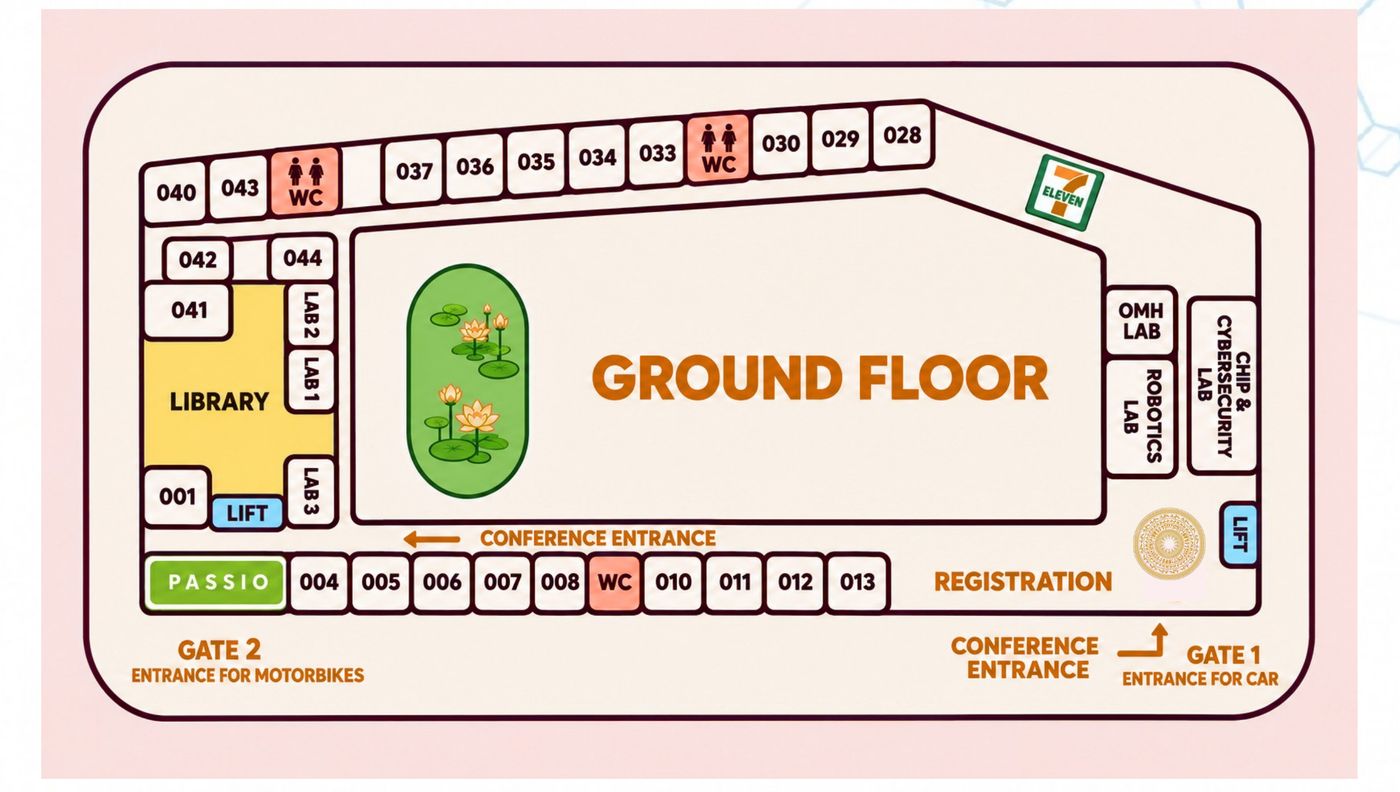 040
043
WC
037
036
035
034
033
WC
030
029
028
7
ELEVEN
042
044
041
LAB 2
LAB 1
LIBRARY
001
LIFT
LAB 3
GROUND FLOOR
OMH
LAB
ROBOTICS
LAB
CHIP &
CYBERSECURITY
LAB
LIFT
CONFERENCE ENTRANCE
PASSIO
004
005
006
007
008
WC
010
011
012
013
REGISTRATION
GATE 2
ENTRANCE FOR MOTORBIKES
CONFERENCE
ENTRANCE
GATE 1
ENTRANCE FOR CAR